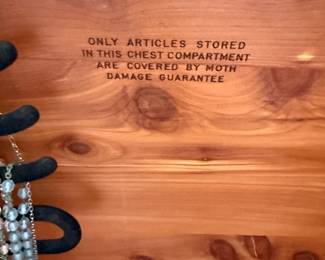 ONLY ARTICLES STORED
IN THIS CHEST COMPARTMENT
ARE COVERED BY MOTH
DAMAGE GUARANTEE